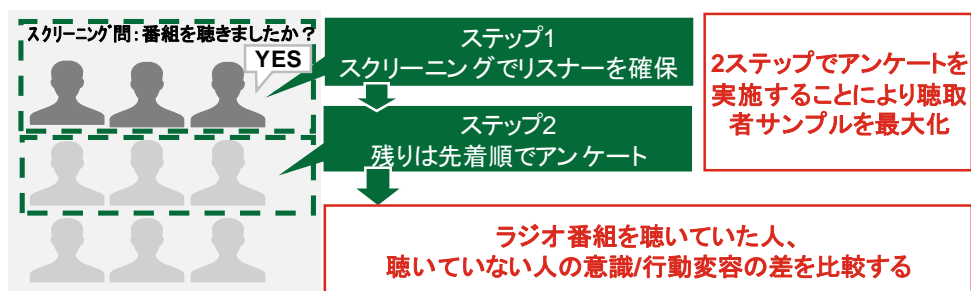 スクリーニング問:番組を聴きましたか?
YES
ステップ1
スクリーニングでリスナーを確保
ステップ2
残りは先着順でアンケート
2ステップでアンケートを
実施することにより聴取
者サンプルを最大化
ラジオ番組を聴いていた人、
聴いていない人の意識/行動変容の差を比較する